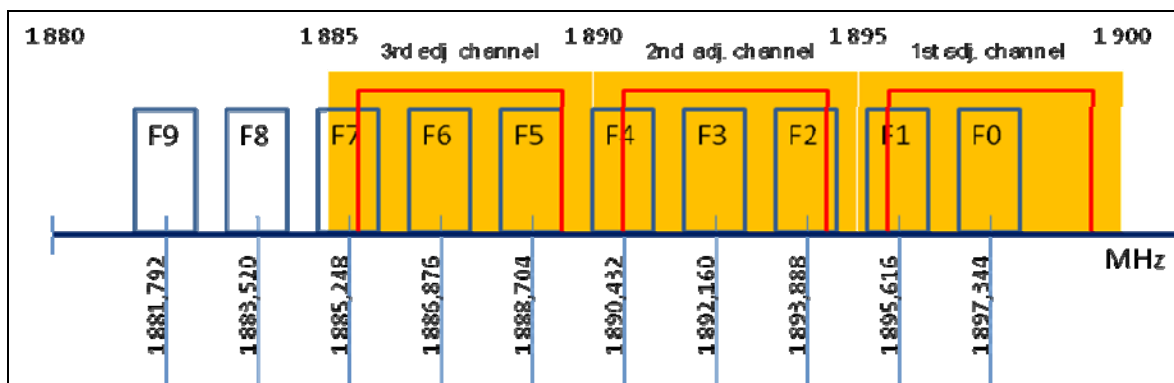 1880 1885 1890 1895 1900
3rd adj. channel 2nd adj. channel 1st adj. channel
F9 F8 F7 F6 F5 F4 F3 F2 F1 F0
MHz
1881,792
1883,520
1885,248
1886,876
1888,704
1890,432
1892,160
1893,888
1895,616
1897,344